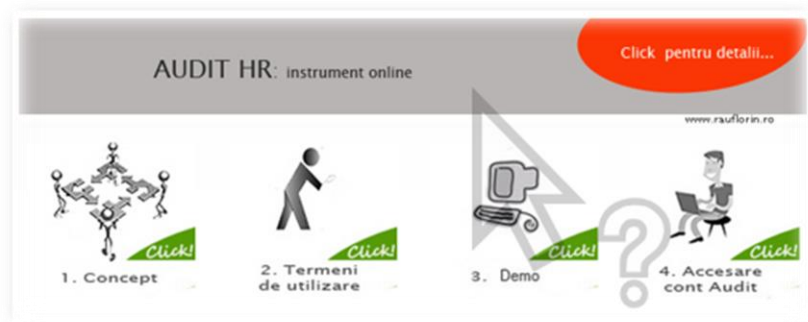 AUDIT HR: instrument online
Click pentru detalii...
www.rauflorin.ro
Click!
1. Concept
Click!
2. Termeni
de utilizare
Click!
3. Demo
?
Click!
4. Accesare
cont Audit